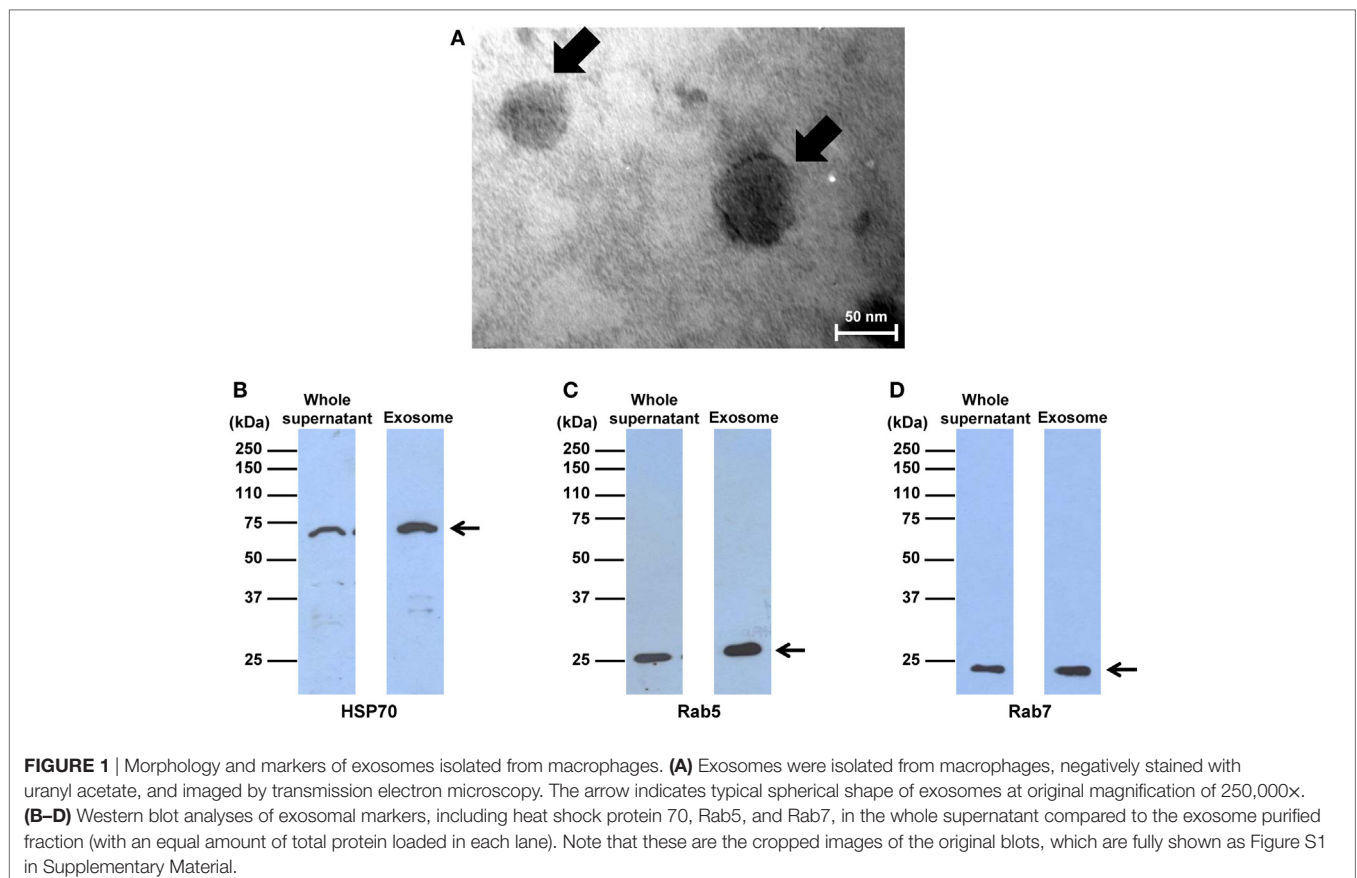 A
50 nm
B
(kDa)
Whole
supernatant
Exosome
250
150
110
75
50
37
25
HSP70
C
(kDa)
Whole
supernatant
Exosome
250
150
110
75
50
37
25
Rab5
D
(kDa)
Whole
supernatant
Exosome
250
150
110
75
50
37
25
Rab7
FIGURE 1 | Morphology and markers of exosomes isolated from macrophages. (A) Exosomes were isolated from macrophages, negatively stained with
uranyl acetate, and imaged by transmission electron microscopy. The arrow indicates typical spherical shape of exosomes at original magnification of 250,000×.
(B–D) Western blot analyses of exosomal markers, including heat shock protein 70, Rab5, and Rab7, in the whole supernatant compared to the exosome purified
fraction (with an equal amount of total protein loaded in each lane). Note that these are the cropped images of the original blots, which are fully shown as Figure S1
in Supplementary Material.